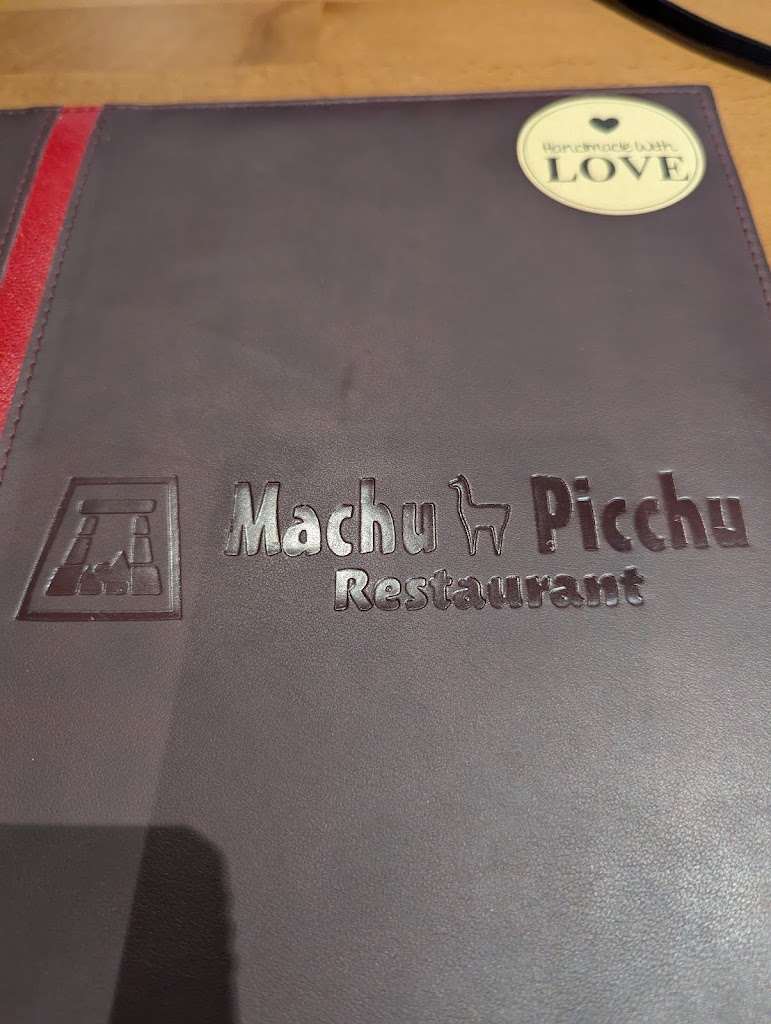 Handmade With
LOVE
Machu Picchu
Restaurant